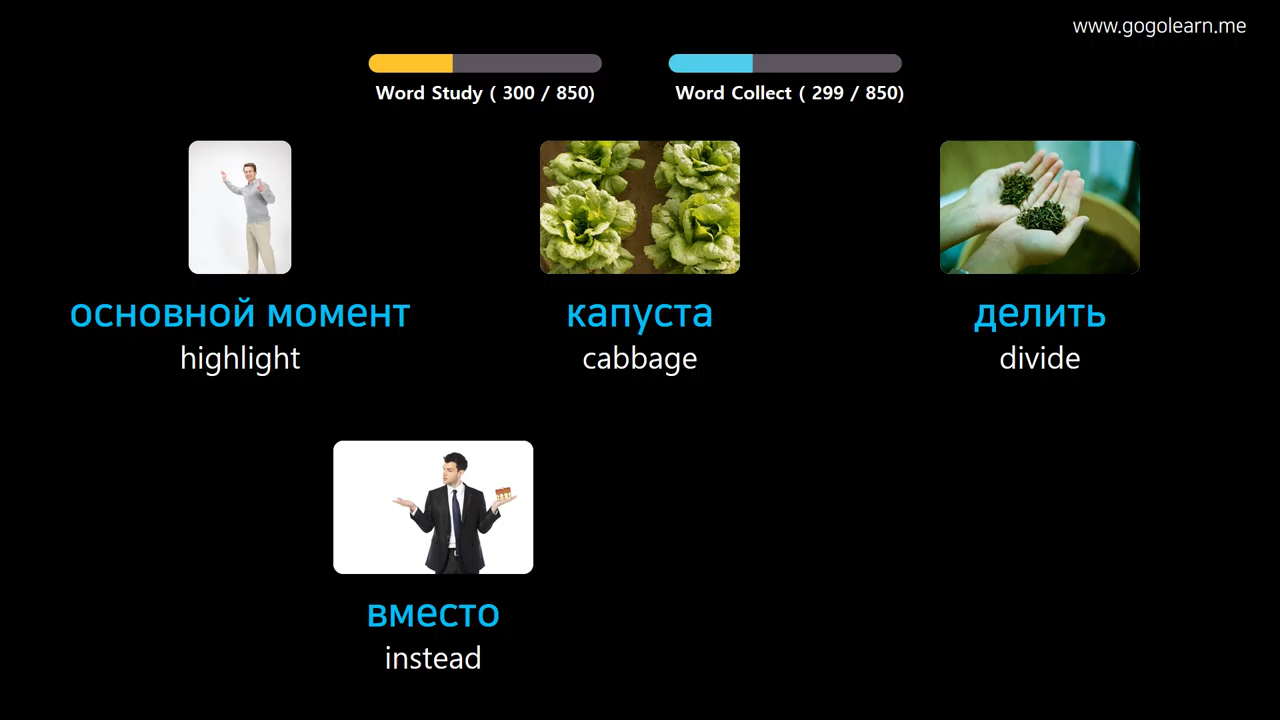 www.gogolearn.me
Word Study ( 300 / 850)
Word Collect ( 299 / 850)
основной момент
highlight
капуста
cabbage
делить
divide
вместо
instead